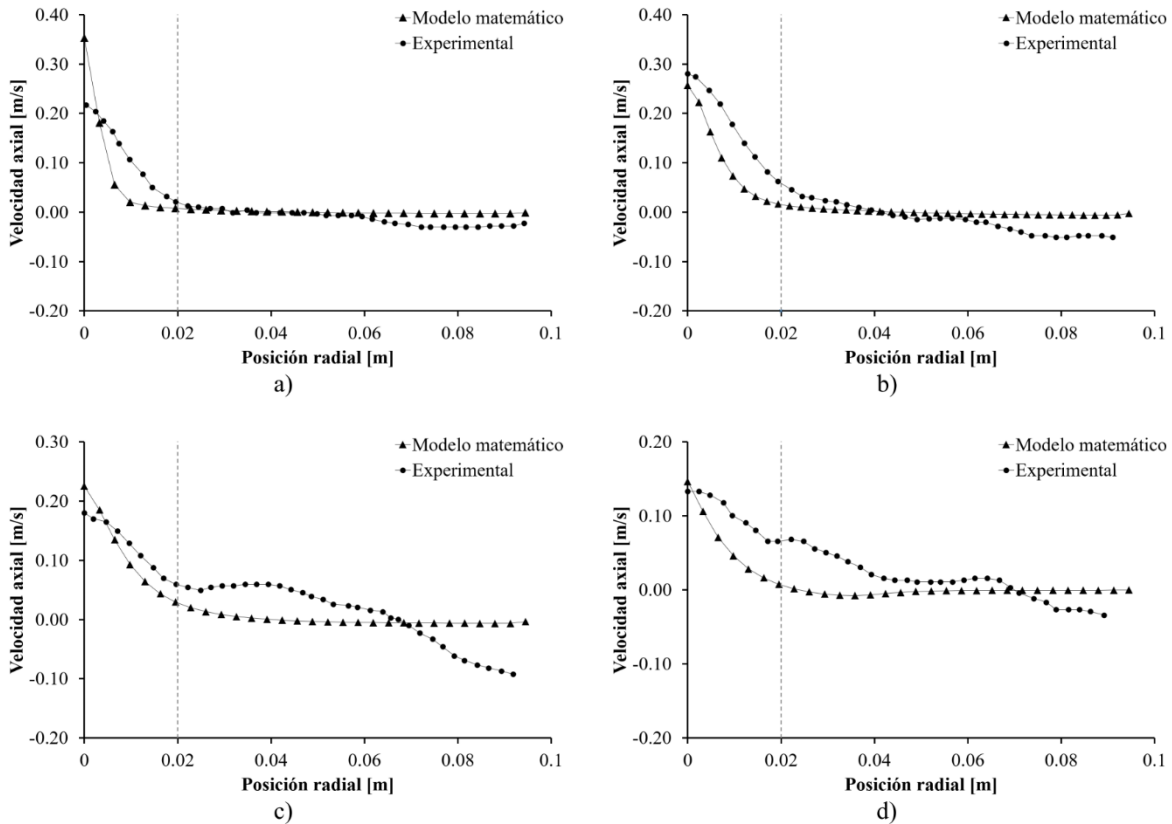 Modelo matemático
Experimental
Velocidad axial [m/s]
0.40
0.30
0.20
0.10
0.00
-0.10
-0.20
0
0.02
0.04
0.06
0.08
0.1
Posición radial [m]
a)
Modelo matemático
Experimental
Velocidad axial [m/s]
0.40
0.30
0.20
0.10
0.00
-0.10
-0.20
0
0.02
0.04
0.06
0.08
0.1
Posición radial [m]
b)
Modelo matemático
Experimental
Velocidad axial [m/s]
0.30
0.20
0.10
0.00
-0.10
-0.20
0
0.02
0.04
0.06
0.08
0.1
Posición radial [m]
c)
Modelo matemático
Experimental
Velocidad axial [m/s]
0.20
0.10
0.00
-0.10
-0.20
0
0.02
0.04
0.06
0.08
0.1
Posición radial [m]
d)